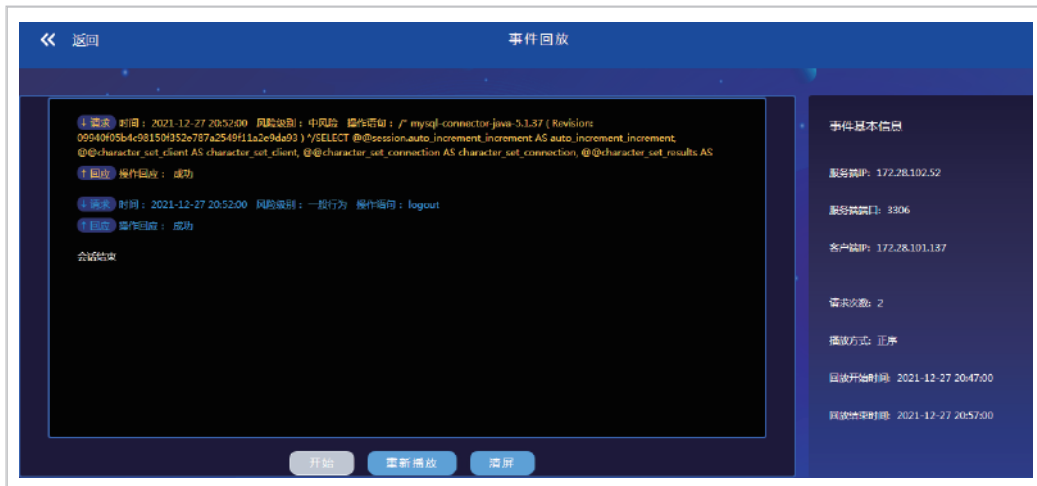 返回
事件回放
↓请求 时间：2021-12-27 20:52:00 风险级别：中风险 操作语句：/* mysql-connector-java-5.1.37 ( Revision:
09940f05b4c98150f352e787a2549f11a2e9da93 ) */SELECT @@session.auto_increment_increment AS auto_increment_increment,
@@character_set_client AS character_set_client, @@character_set_connection AS character_set_connection, @@character_set_results AS
↑回应 操作回应：成功
↓请求 时间：2021-12-27 20:52:00 风险级别：一般行为 操作语句：logout
↑回应 操作回应：成功
会话结束
开始 重新播放 清屏
事件基本信息
服务端IP: 172.28.102.52
服务端端口: 3306
客户端IP: 172.28.101.137
请求次数: 2
播放方式: 正序
回放开始时间: 2021-12-27 20:47:00
回放结束时间: 2021-12-27 20:57:00